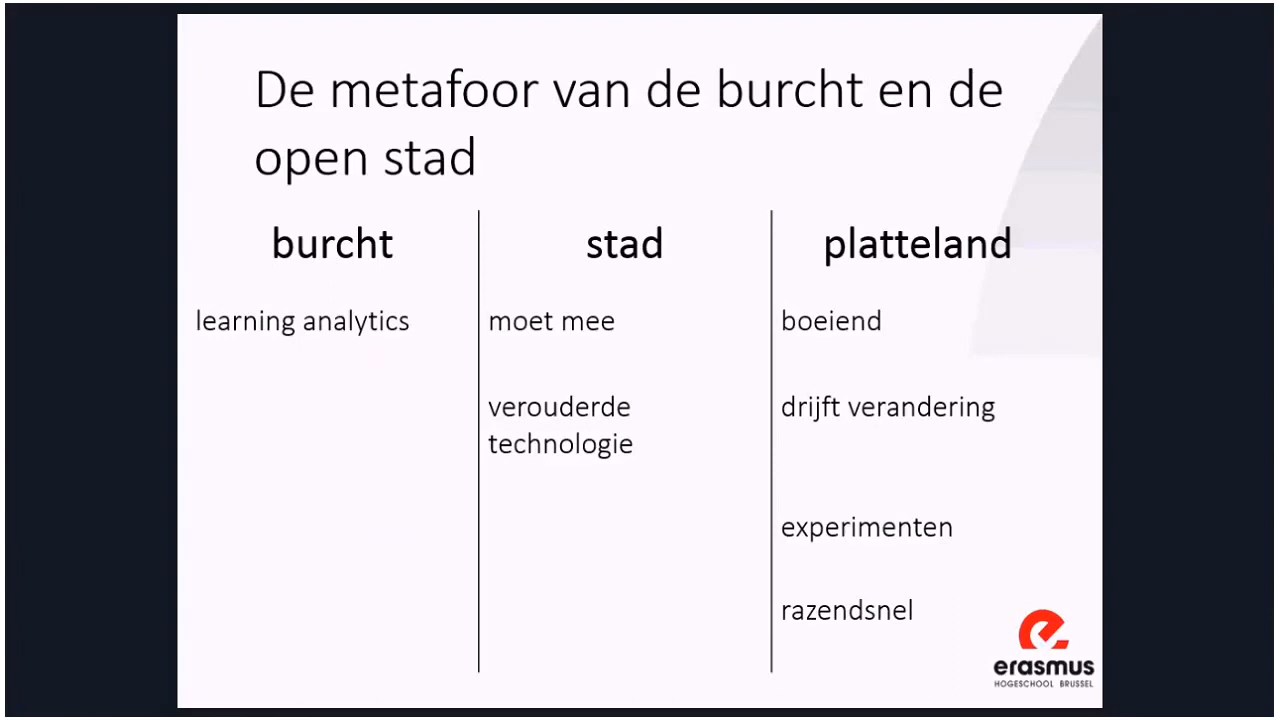 De metafoor van de burcht en de
open stad
burcht
stad
platteland
learning analytics
moet mee
boeiend
verouderde
technologie
drijft verandering
experimenten
razendsnel
erasmus
HOGESCHOOL BRUSSEL